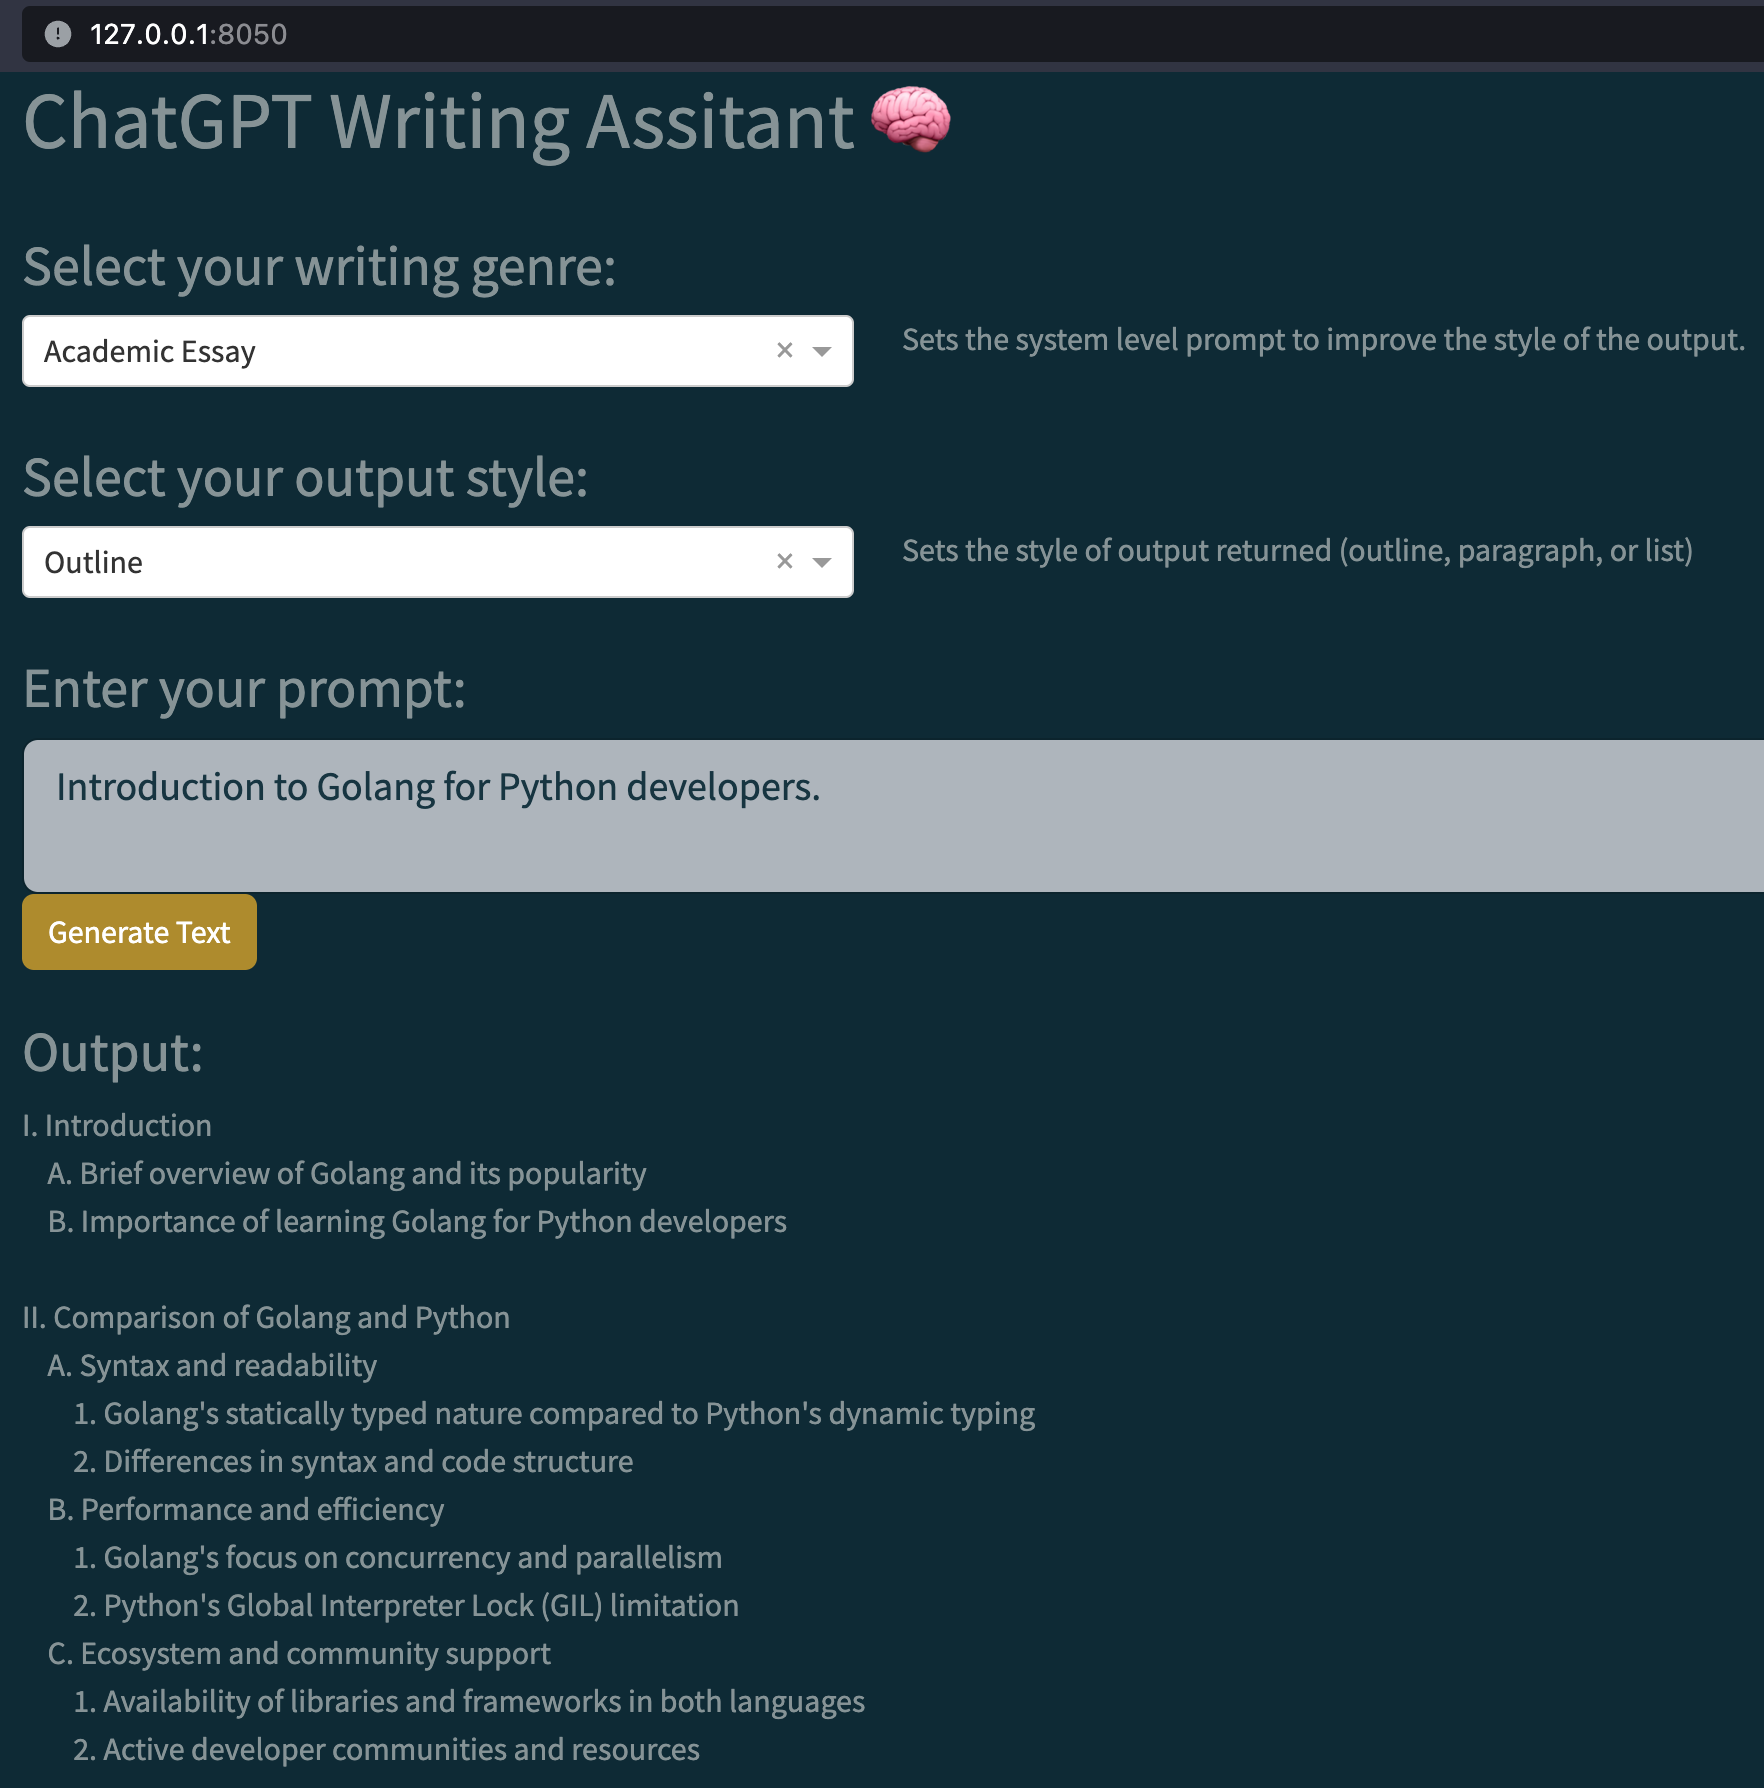 127.0.0.1:8050
ChatGPT Writing Assitant
Select your writing genre:
Academic Essay
Sets the system level prompt to improve the style of the output.
Select your output style:
Outline
Sets the style of output returned (outline, paragraph, or list)
Enter your prompt:
Introduction to Golang for Python developers.
Generate Text
Output:
I. Introduction
A. Brief overview of Golang and its popularity
B. Importance of learning Golang for Python developers
II. Comparison of Golang and Python
A. Syntax and readability
1. Golang's statically typed nature compared to Python's dynamic typing
2. Differences in syntax and code structure
B. Performance and efficiency
1. Golang's focus on concurrency and parallelism
2. Python's Global Interpreter Lock (GIL) limitation
C. Ecosystem and community support
1. Availability of libraries and frameworks in both languages
2. Active developer communities and resources